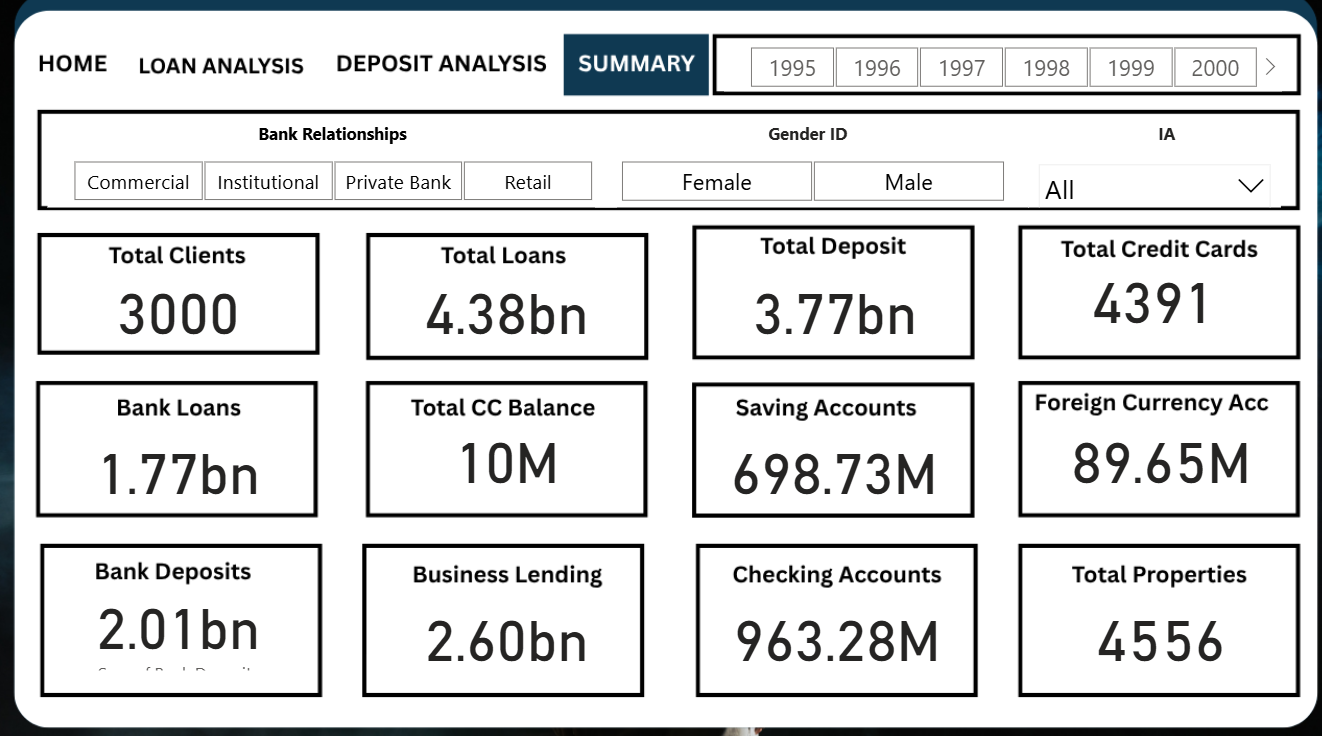 HOME LOAN ANALYSIS DEPOSIT ANALYSIS SUMMARY 1995 1996 1997 1998 1999 2000
Bank Relationships Gender ID IA
Commercial Institutional Private Bank Retail Female Male All
Total Clients Total Loans Total Deposit Total Credit Cards
3000 4.38bn 3.77bn 4391
Bank Loans Total CC Balance Saving Accounts Foreign Currency Acc
1.77bn 10M 698.73M 89.65M
Bank Deposits Business Lending Checking Accounts Total Properties
2.01bn 2.60bn 963.28M 4556